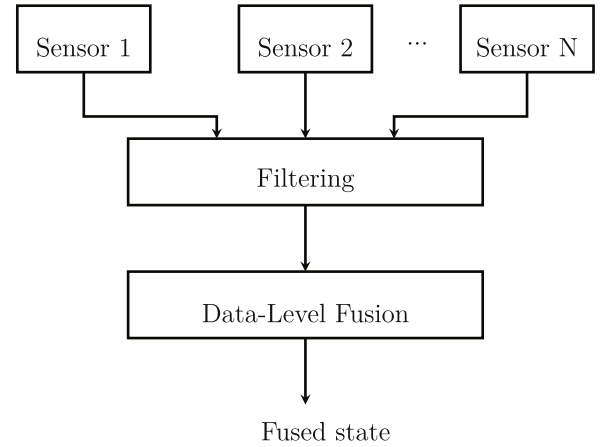 Sensor 1 Sensor 2 ... Sensor N
Filtering
Data-Level Fusion
Fused state